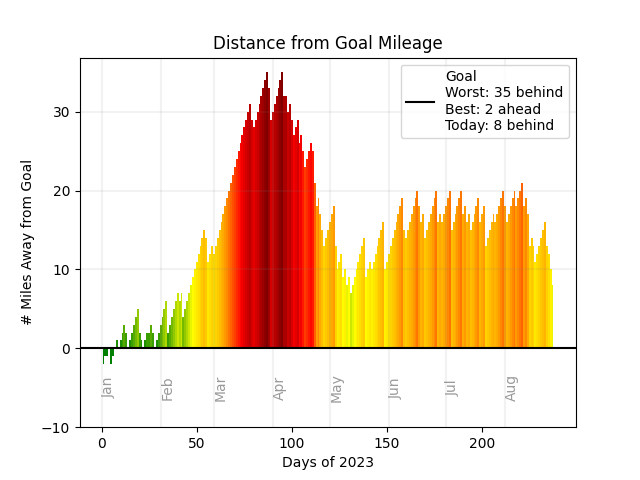 Distance from Goal Mileage
Goal
Worst: 35 behind
Best: 2 ahead
Today: 8 behind
# Miles Away from Goal
30
20
10
0
−10
Jan
Feb
Mar
Apr
May
Jun
Jul
Aug
0
50
100
150
200
Days of 2023